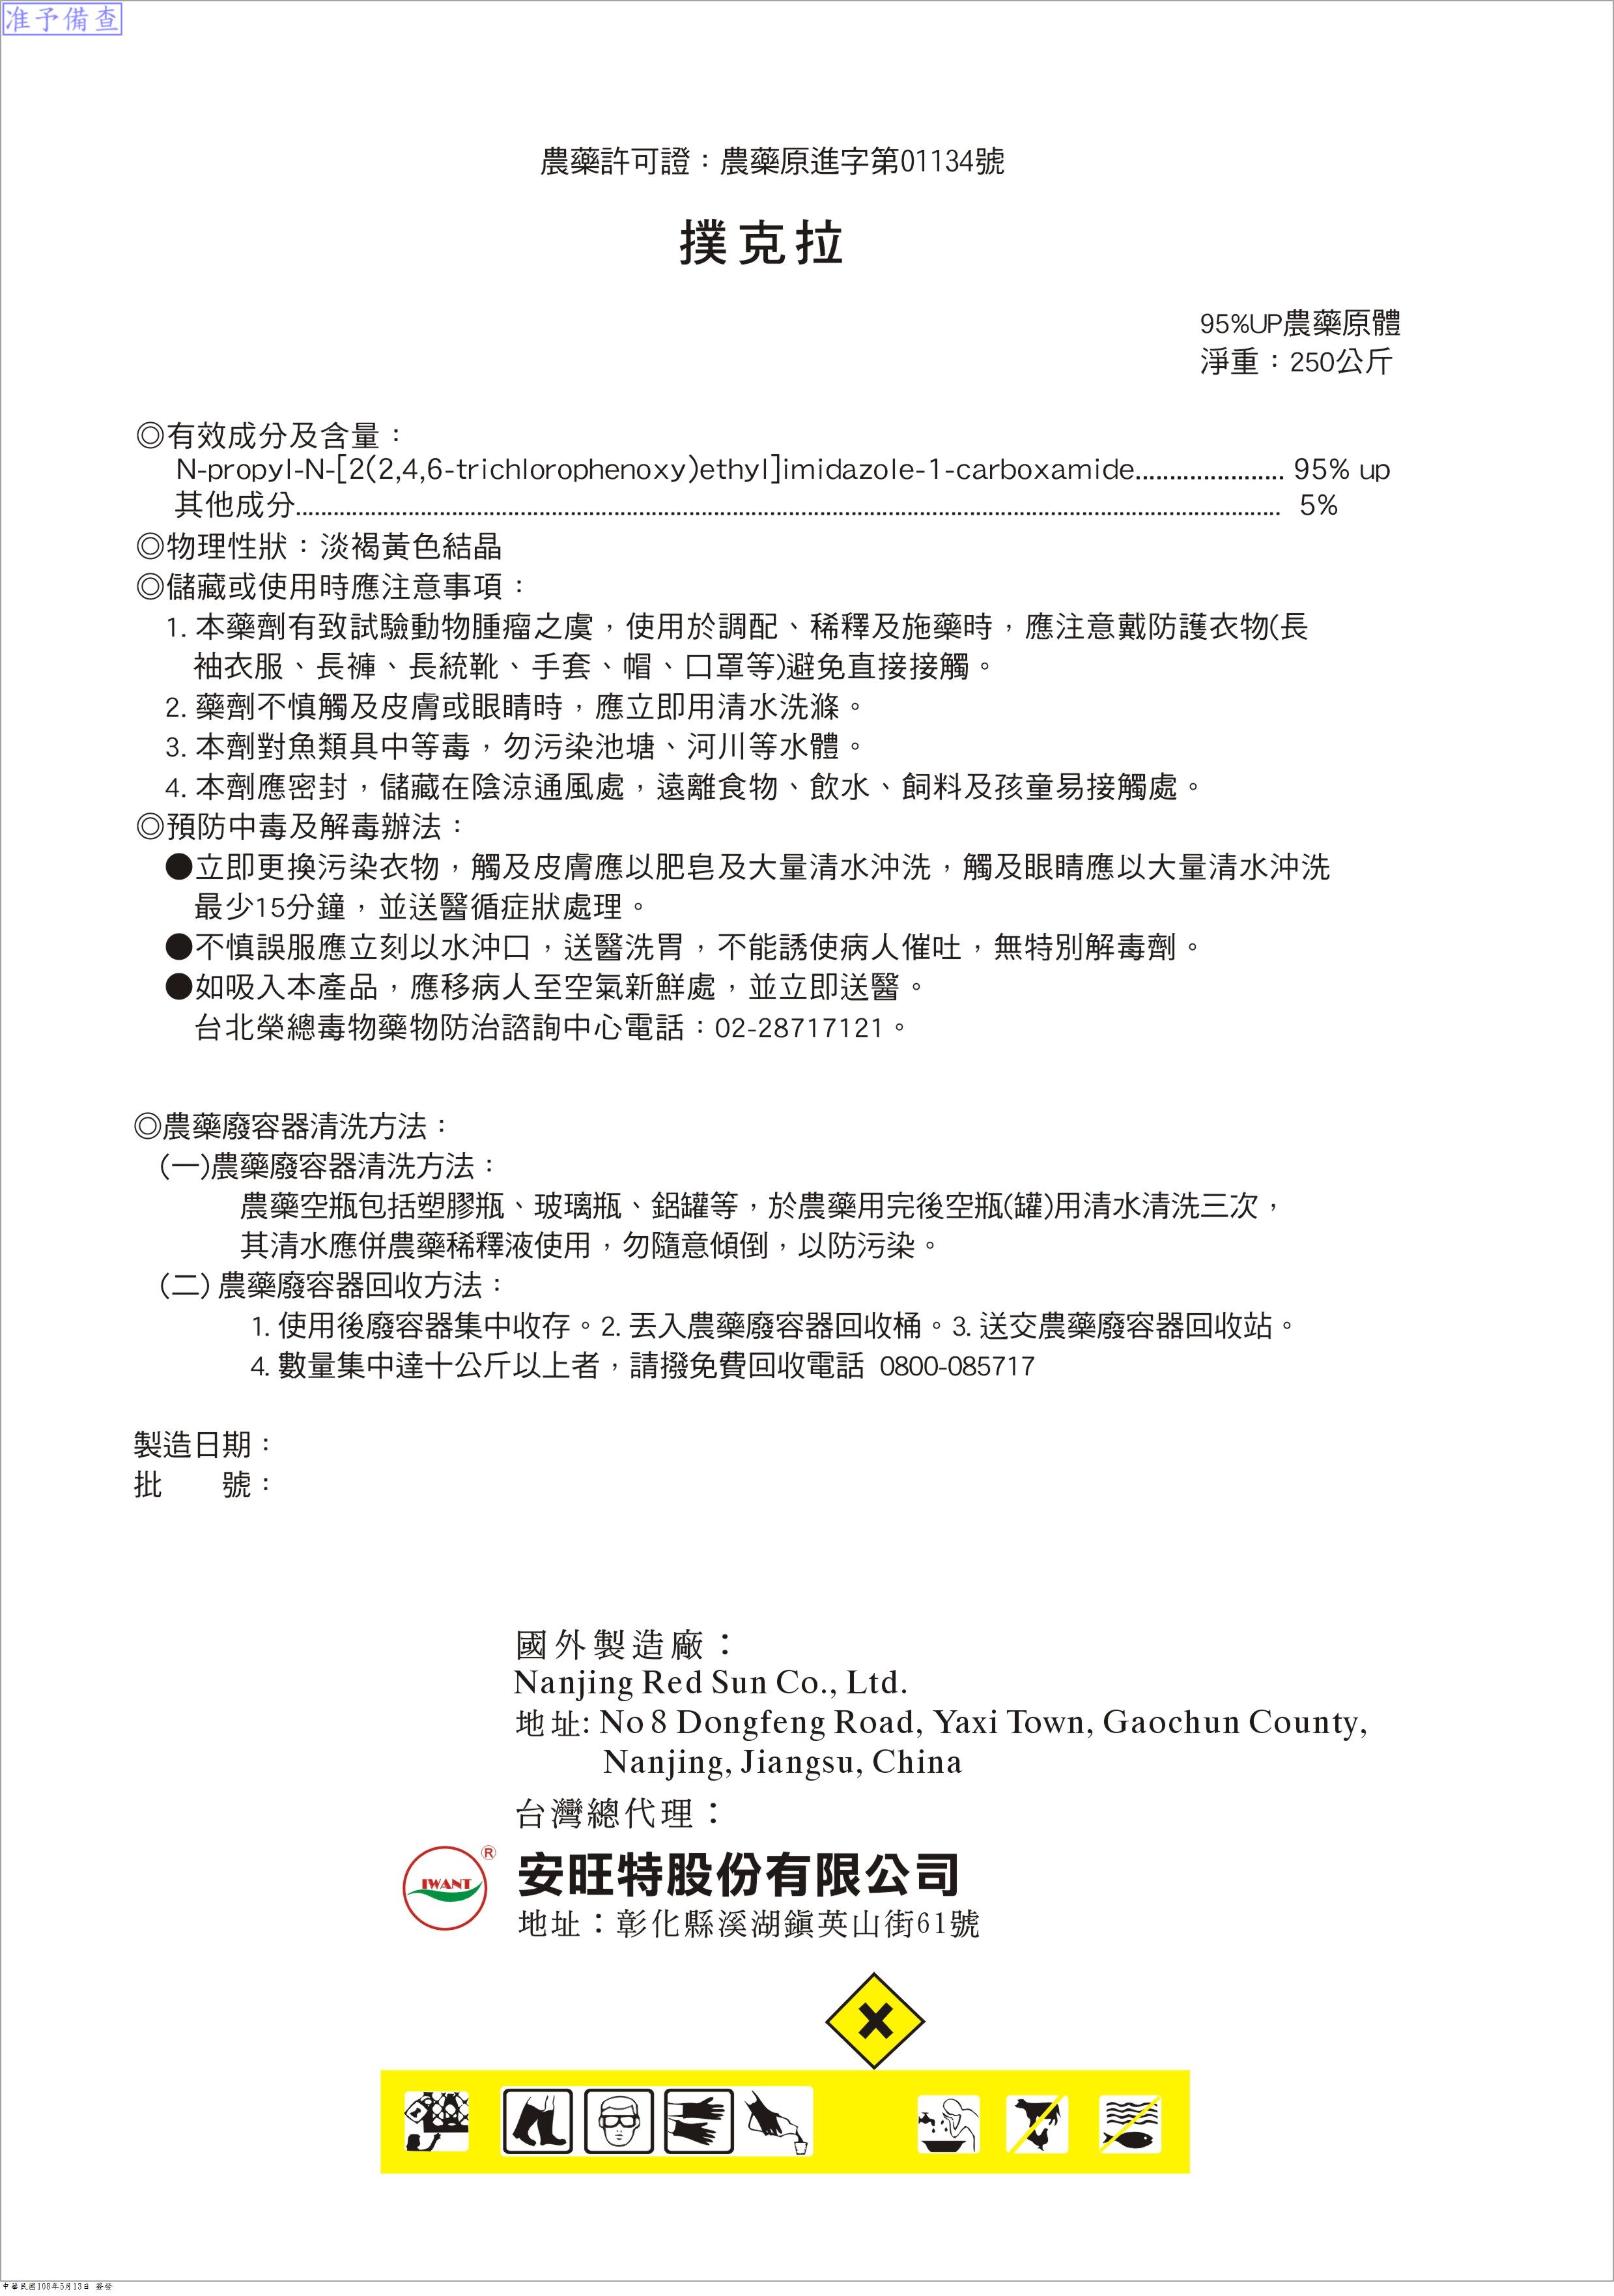 准予備查
農藥許可證：農藥原進字第01134號
撲克拉
95%UP農藥原體
淨重：250公斤
◎有效成分及含量：
N-propyl-N-[2(2,4,6-trichlorophenoxy)ethyl]imidazole-1-carboxamide...................... 95% up
其他成分.............................................................................................................................. 5%
◎物理性狀：淡褐黃色結晶
◎儲藏或使用時應注意事項：
1. 本藥劑有致試驗動物腫瘤之虞，使用於調配、稀釋及施藥時，應注意戴防護衣物(長
袖衣服、長褲、長統靴、手套、帽、口罩等)避免直接接觸。
2. 藥劑不慎觸及皮膚或眼睛時，應立即用清水洗滌。
3. 本劑對魚類具中等毒，勿污染池塘、河川等水體。
4. 本劑應密封，儲藏在陰涼通風處，遠離食物、飲水、飼料及孩童易接觸處。
◎預防中毒及解毒辦法：
●立即更換污染衣物，觸及皮膚應以肥皂及大量清水沖洗，觸及眼睛應以大量清水沖洗
最少15分鐘，並送醫循症狀處理。
●不慎誤服應立刻以水沖口，送醫洗胃，不能誘使病人催吐，無特別解毒劑。
●如吸入本產品，應移病人至空氣新鮮處，並立即送醫。
台北榮總毒物藥物防治諮詢中心電話：02-28717121。
◎農藥廢容器清洗方法：
(一)農藥廢容器清洗方法：
農藥空瓶包括塑膠瓶、玻璃瓶、鋁罐等，於農藥用完後空瓶(罐)用清水清洗三次，
其清水應併農藥稀釋液使用，勿隨意傾倒，以防污染。
(二) 農藥廢容器回收方法：
1. 使用後廢容器集中收存。2. 丟入農藥廢容器回收桶。3. 送交農藥廢容器回收站。
4. 數量集中達十公斤以上者，請撥免費回收電話 0800-085717
製造日期：
批　　號：
國外製造廠：
Nanjing Red Sun Co., Ltd.
地址: No 8 Dongfeng Road, Yaxi Town, Gaochun County,
Nanjing, Jiangsu, China
台灣總代理：
IWANT ®
安旺特股份有限公司
地址：彰化縣溪湖鎮英山街61號
中華民國108年5月13日 簽發